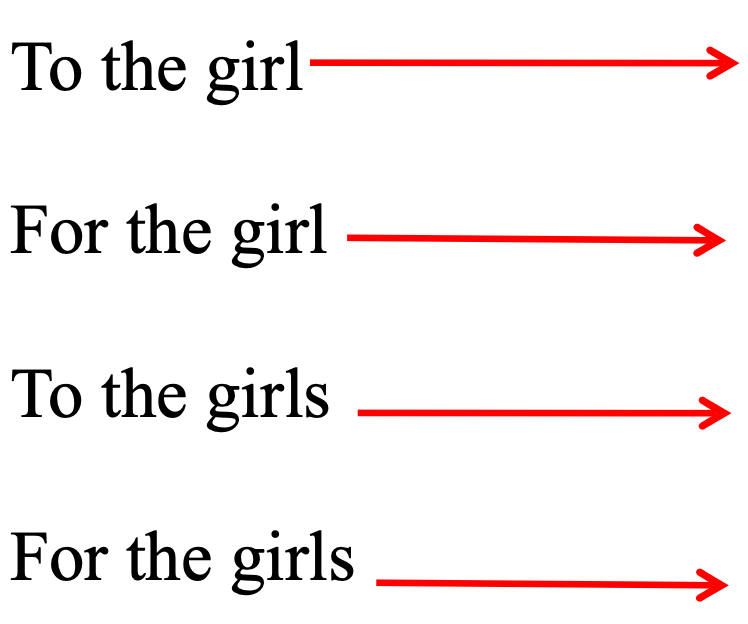 To the girl
For the girl
To the girls
For the girls